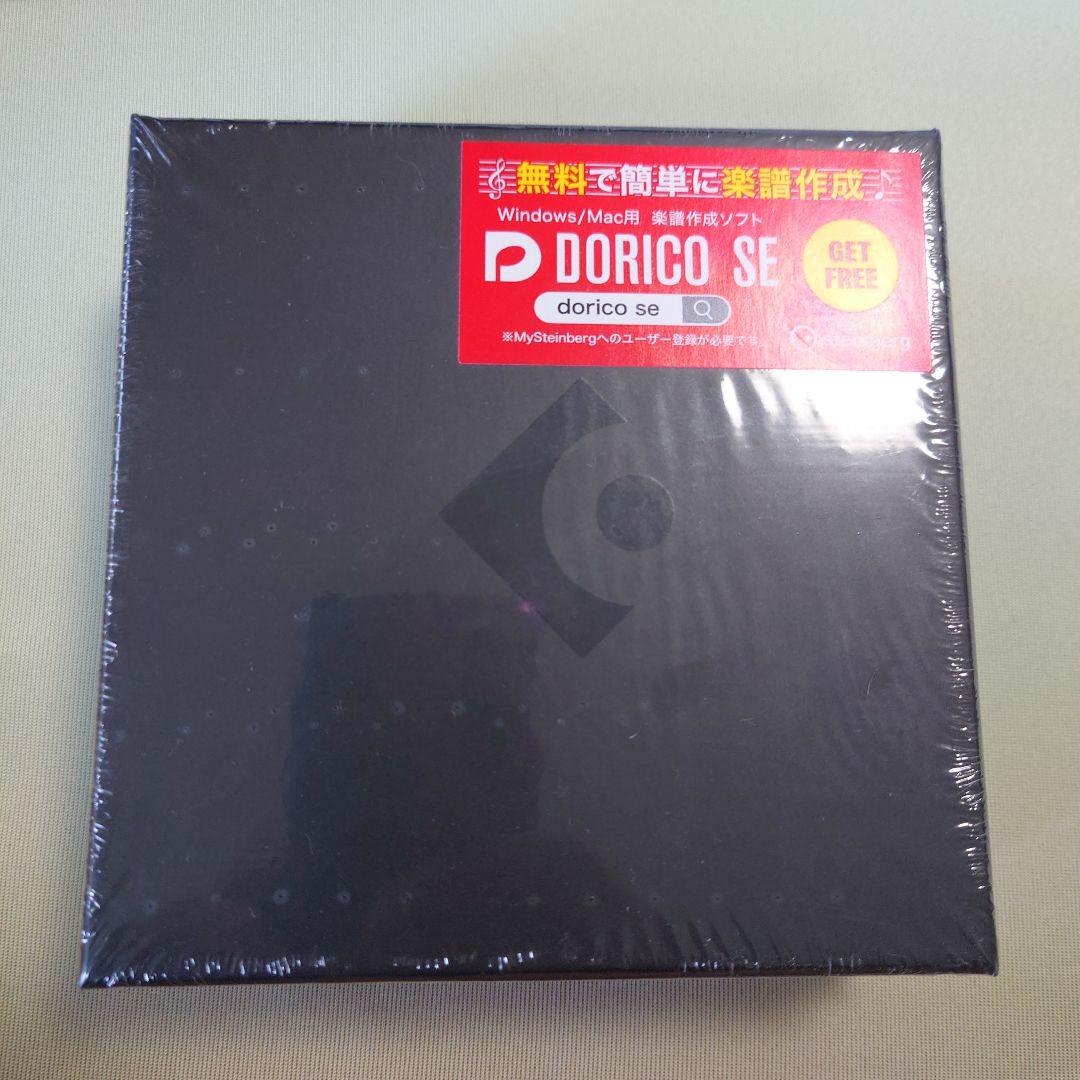 無料で簡単に楽譜作成
Windows/Mac用 楽譜作成ソフト
DORICO SE
GET
FREE
dorico se
※MySteinbergへのユーザー登録が必要です。
steinberg